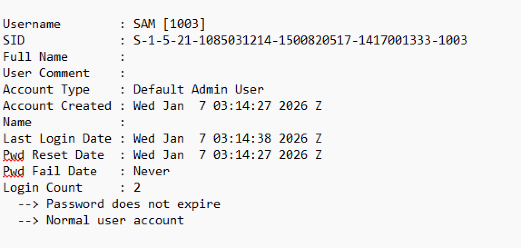 Username        : SAM [1003]
SID             : S-1-5-21-1085031214-1500820517-1417001333-1003
Full Name       :
User Comment    :
Account Type    : Default Admin User
Account Created : Wed Jan  7 03:14:27 2026 Z
Name            :
Last Login Date : Wed Jan  7 03:14:38 2026 Z
Pwd Reset Date  : Wed Jan  7 03:14:27 2026 Z
Pwd Fail Date   : Never
Login Count     : 2
  --> Password does not expire
  --> Normal user account